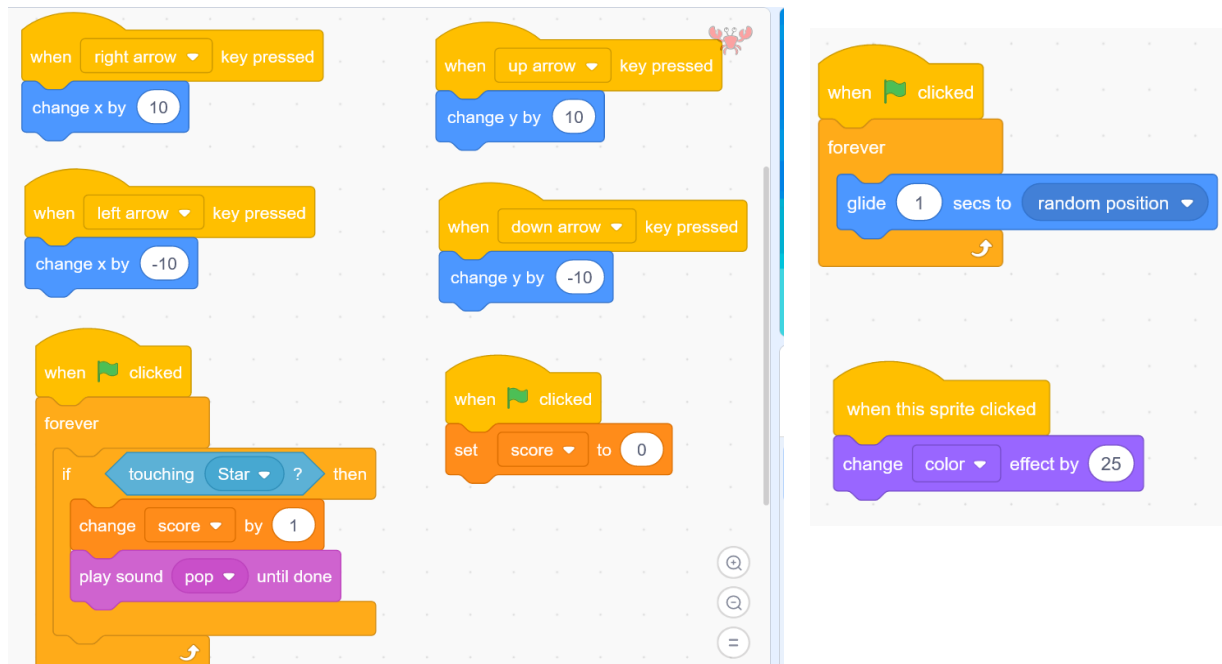 when right arrow key pressed
change x by 10
when left arrow key pressed
change x by -10
when clicked
forever
if touching Star ? then
change score by 1
play sound pop until done
when up arrow key pressed
change y by 10
when down arrow key pressed
change y by -10
when clicked
set score to 0
when clicked
forever
glide 1 secs to random position
when this sprite clicked
change color effect by 25